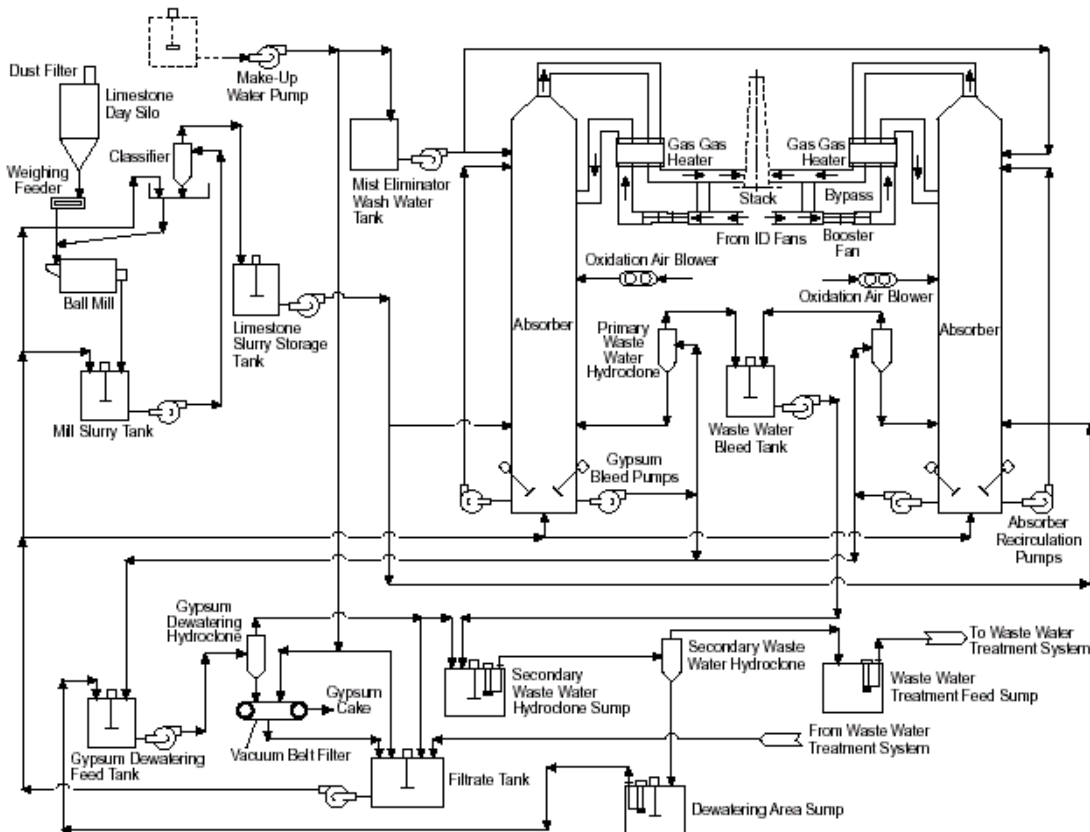 Make-Up
Water Pump
Dust Filter
Limestone
Day Silo
Classifier
Weighing
Feeder
Ball Mill
Mill Slurry Tank
Limestone
Slurry Storage
Tank
Mist Eliminator
Wash Water
Tank
Gas Gas
Heater
Gas Gas
Heater
Stack
Bypass
From ID Fans
Booster
Fan
Oxidation Air Blower
Oxidation Air Blower
Absorber
Primary
Waste
Water
Hydroclone
Absorber
Waste Water
Bleed Tank
Gypsum
Bleed Pumps
Absorber
Recirculation
Pumps
Gypsum
Dewatering
Hydroclone
Gypsum
Cake
Vacuum Belt Filter
Gypsum Dewatering
Feed Tank
Filtrate Tank
Secondary
Waste Water
Hydroclone Sump
Secondary Waste
Water Hydroclone
To Waste Water
Treatment System
Waste Water
Treatment Feed Sump
From Waste Water
Treatment System
Dewatering Area Sump